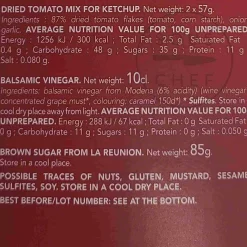 DRIED TOMATO MIX FOR KETCHUP. Net weight: 2 x 57g.
Ingredients: 87% dried tomato flakes (tomato, corn starch), onion
garlic, AVERAGE NUTRITION VALUE FOR 100g UNPREPARED
Energy: 1256 kJ / 300 kcal ; Total Fat : 2.5 g ; Saturated Fat
0.4 g ; Carbohydrate : 48 g ; Sugars : 35 g ; Protein : 11 g
Salt : 0.080 g.
BALSAMIC VINEGAR. Net weight: 10cl.
Ingredients: balsamic vinegar from Modena (6% acidity) (wine vinegar
concentrated grape must*, colouring: caramel 150d)* * Sulfites. Store in
cool dry place away from light. AVERAGE NUTRITION VALUE FOR 100
UNPREPARED. Energy : 288 kJ / 67 kcal ; Total Fat : 0 g ; Saturated Fat
0 g ; Carbohydrate : 11 g ; Sugars : 11 g ; Protein : 0 g ; Salt : 0.050 g
BROWN SUGAR FROM LA REUNION. Net weight: 85g.
Store in a cool place.
POSSIBLE TRACES OF NUTS, GLUTEN, MUSTARD, SESAME
SULFITES, SOY. STORE IN A COOL DRY PLACE.
BEST BEFORE/LOT NUMBER: SEE AT THE BOTTOM.